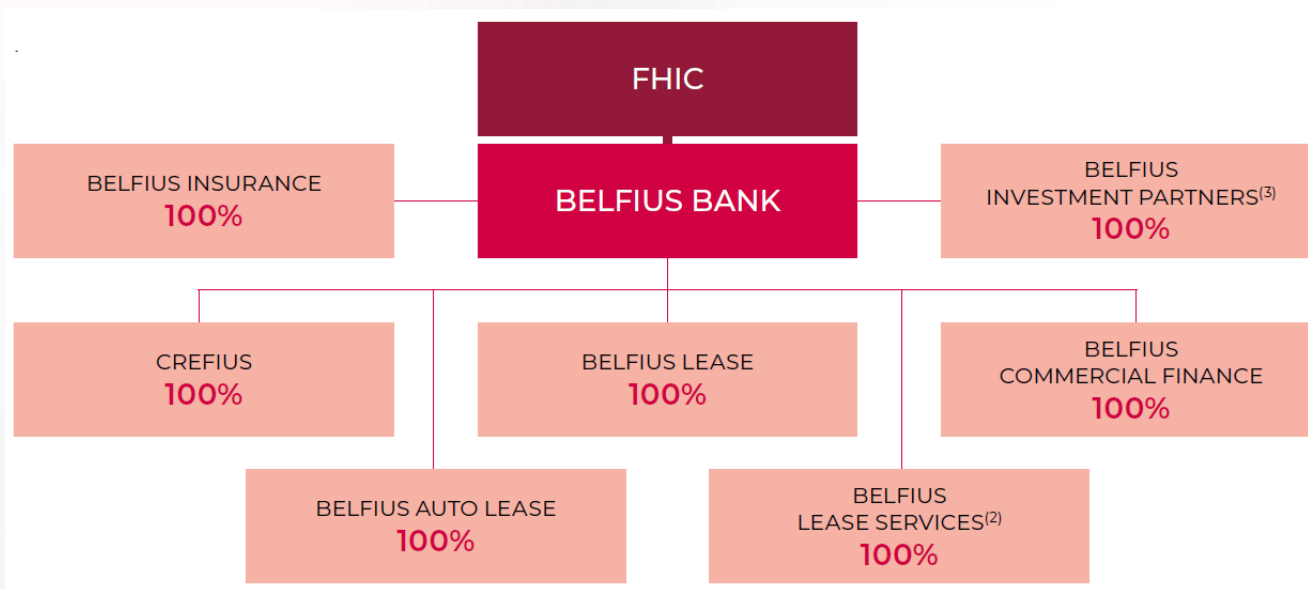 FHIC
BELFIUS INSURANCE
100%
BELFIUS BANK
BELFIUS
INVESTMENT PARTNERS(3)
100%
CREFIUS
100%
BELFIUS LEASE
100%
BELFIUS
COMMERCIAL FINANCE
100%
BELFIUS AUTO LEASE
100%
BELFIUS
LEASE SERVICES(2)
100%